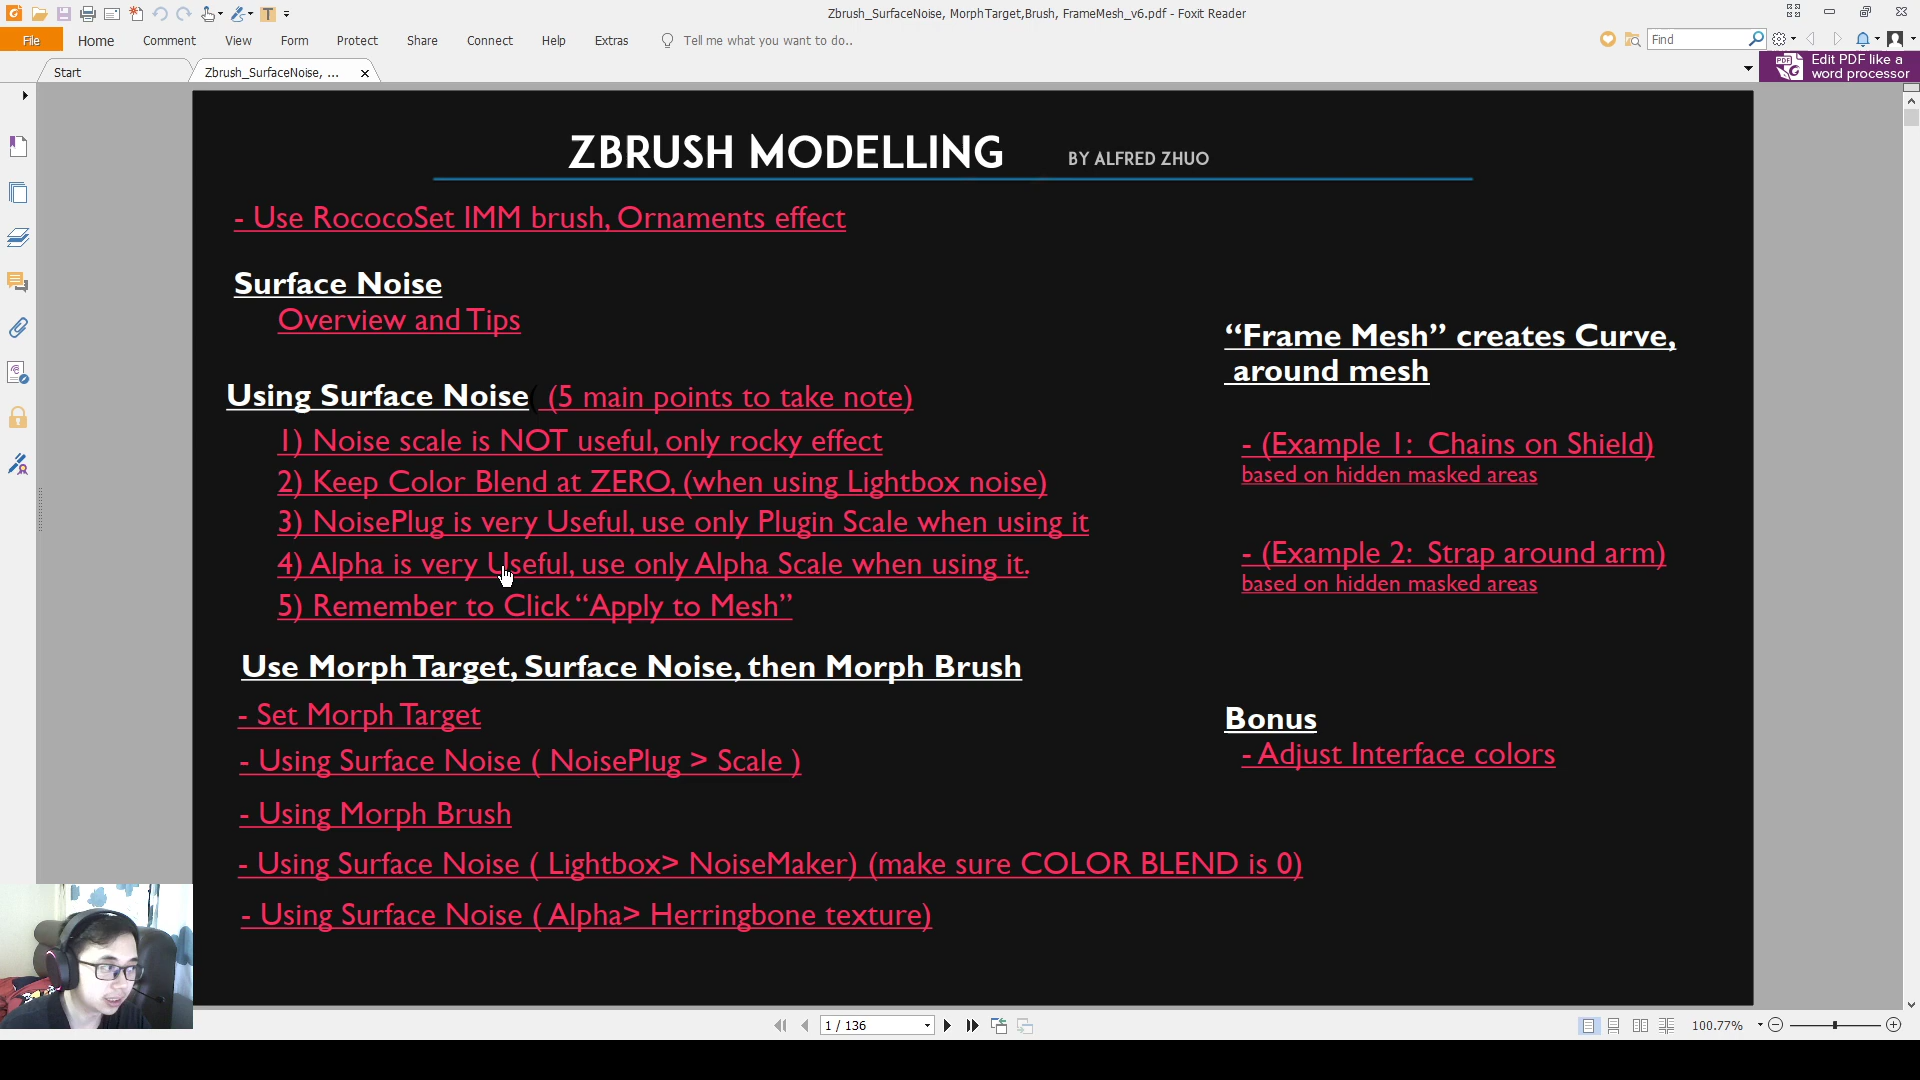 Zbrush_SurfaceNoise, MorphTarget,Brush, FrameMesh_v6.pdf - Foxit Reader
File Home Comment View Form Protect Share Connect Help Extras Tell me what you want to do.. Find
Start Zbrush_SurfaceNoise, ... Edit PDF like a
word processor
ZBRUSH MODELLING BY ALFRED ZHUO
- Use RococoSet IMM brush, Ornaments effect
Surface Noise
Overview and Tips
Using Surface Noise (5 main points to take note)
1) Noise scale is NOT useful, only rocky effect
2) Keep Color Blend at ZERO, (when using Lightbox noise)
3) NoisePlug is very Useful, use only Plugin Scale when using it
4) Alpha is very Useful, use only Alpha Scale when using it.
5) Remember to Click “Apply to Mesh”
Use Morph Target, Surface Noise, then Morph Brush
- Set Morph Target
- Using Surface Noise ( NoisePlug > Scale )
- Using Morph Brush
- Using Surface Noise ( Lightbox> NoiseMaker) (make sure COLOR BLEND is 0)
- Using Surface Noise ( Alpha> Herringbone texture)
“Frame Mesh” creates Curve,
around mesh
- (Example 1: Chains on Shield)
based on hidden masked areas
- (Example 2: Strap around arm)
based on hidden masked areas
Bonus
- Adjust Interface colors
1 / 136 100.77%